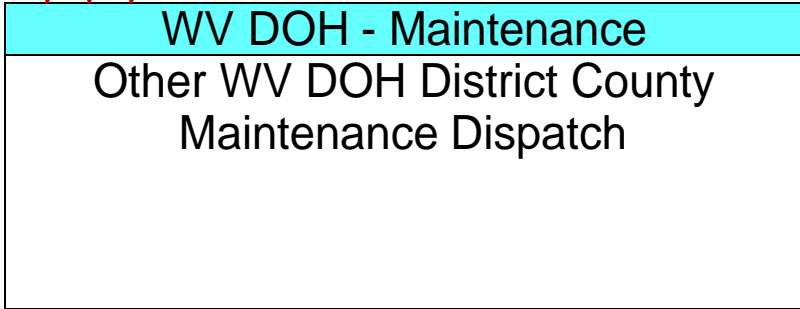 WV DOH - Maintenance
Other WV DOH District County
Maintenance Dispatch